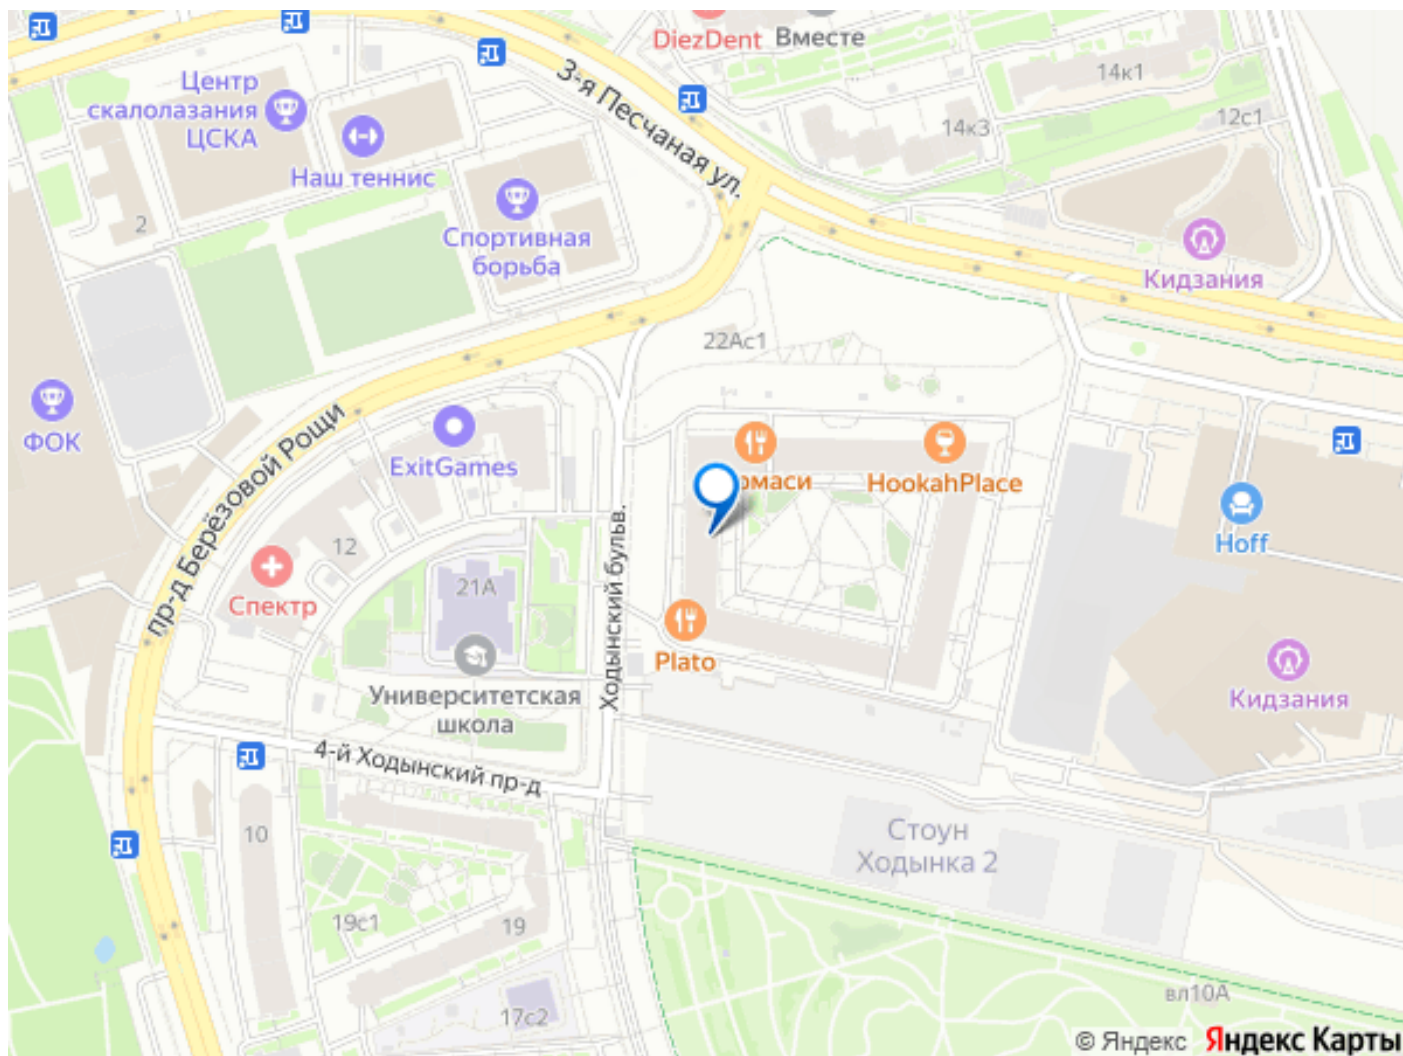 DiezDent
Вместе
14к1
12с1
Центр
скалолазания
ЦСКА
3-я Песчаная ул.
14к3
Наш теннис
2
Спортивная
борьба
Кидзания
22Ас1
ФОК
ExitGames
пр-д Берёзовой Рощи
HookahPlace
Hoff
12
21А
Ходынский бульв.
Спектр
Plato
Университетская
школа
Кидзания
4-й Ходынский пр-д
10
Стоун
Ходынка 2
19с1
19
17с2
вл10А
© Яндекс Яндекс Карты